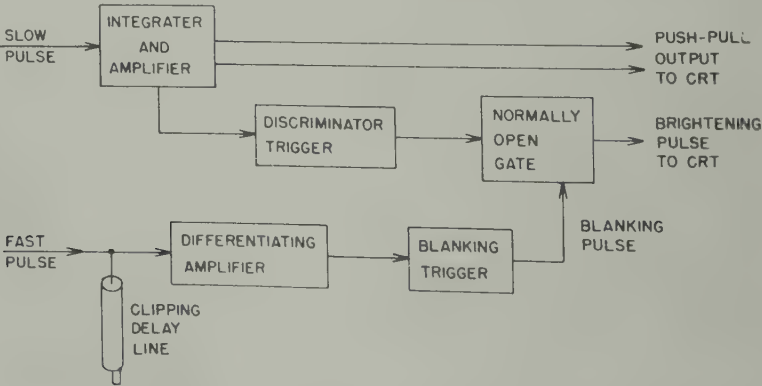 SLOW
PULSE
INTEGRATER
AND
AMPLIFIER
PUSH-PULL
OUTPUT
TO CRT
DISCRIMINATOR
TRIGGER
NORMALLY
OPEN
GATE
BRIGHTENING
PULSE
TO CRT
FAST
PULSE
DIFFERENTIATING
AMPLIFIER
BLANKING
TRIGGER
BLANKING
PULSE
CLIPPING
DELAY
LINE